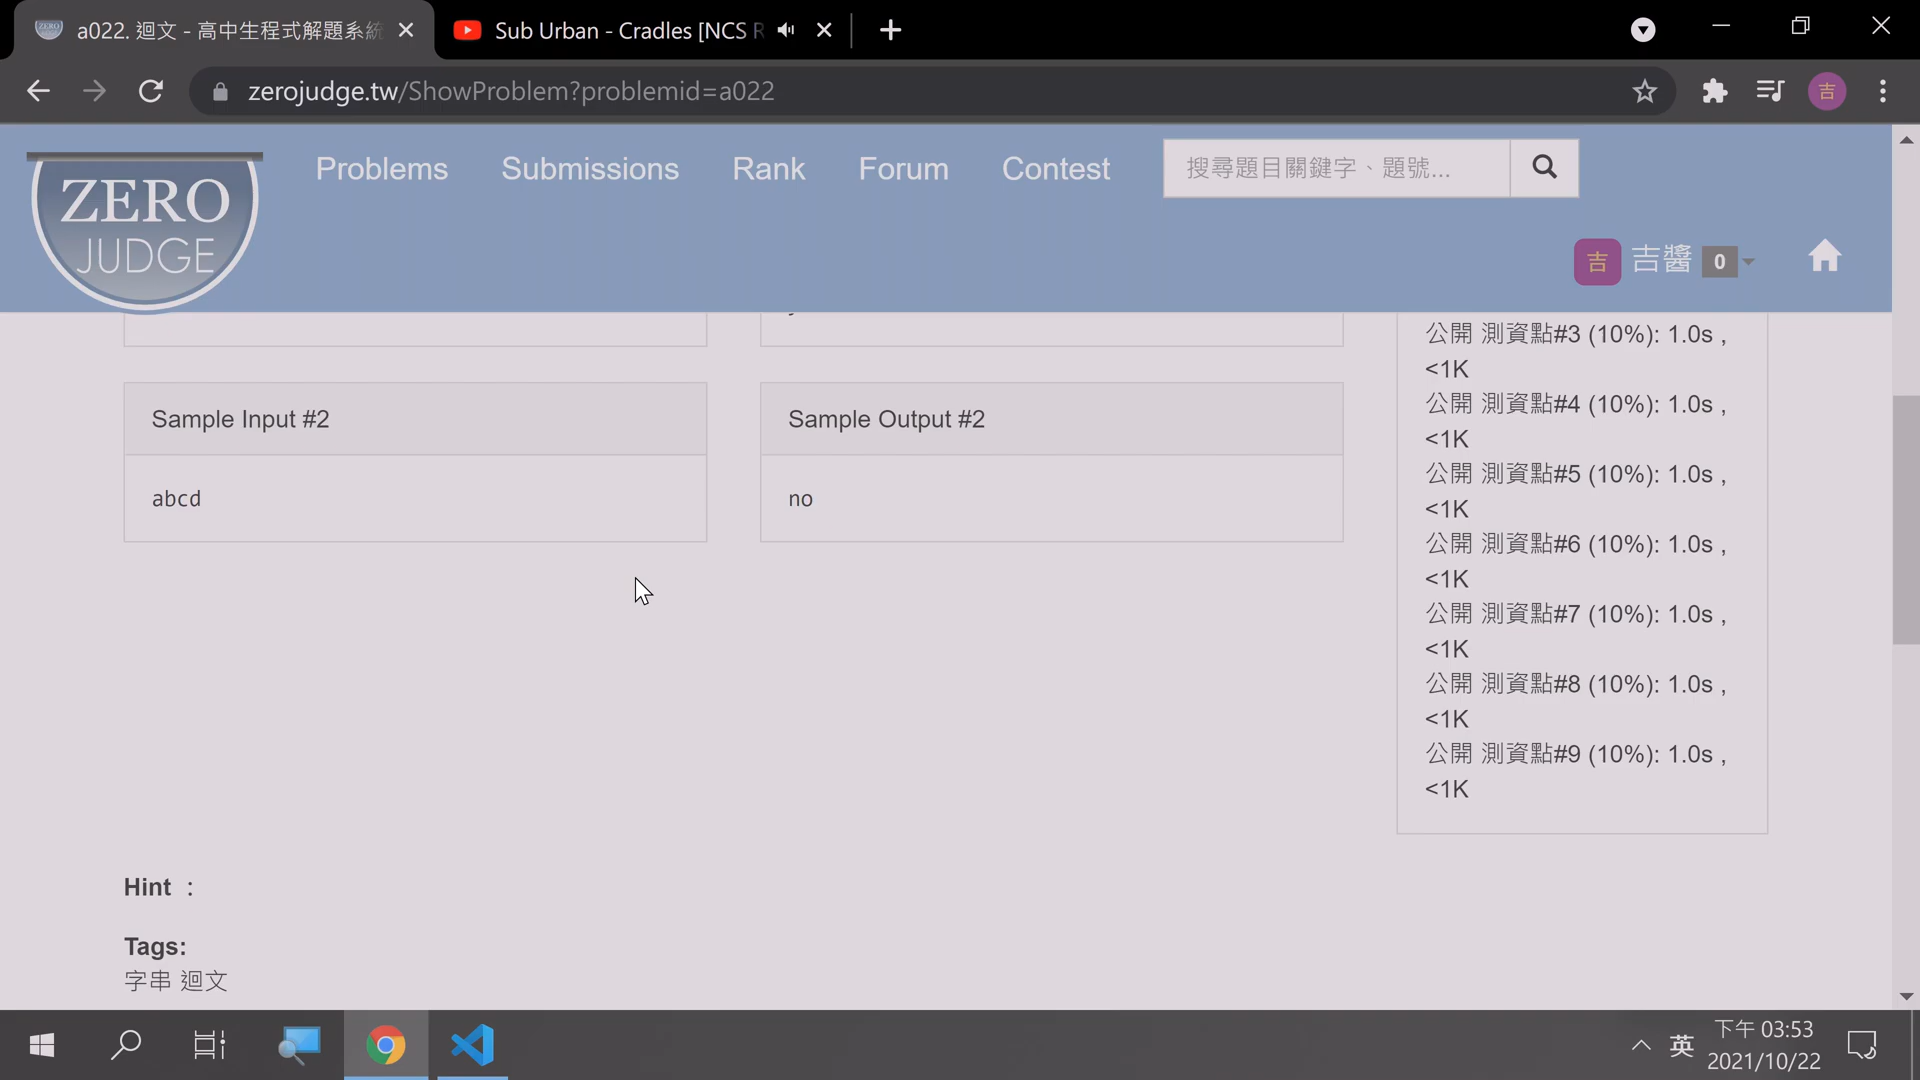 a022. 迴文 - 高中生程式解題系統
Sub Urban - Cradles [NCS R
zerojudge.tw/ShowProblem?problemid=a022
吉
ZERO
JUDGE
Problems
Submissions
Rank
Forum
Contest
搜尋題目關鍵字、題號...
吉
吉醬
0
Sample Input #2
abcd
Sample Output #2
no
公開 測資點#3 (10%): 1.0s ,
<1K
公開 測資點#4 (10%): 1.0s ,
<1K
公開 測資點#5 (10%): 1.0s ,
<1K
公開 測資點#6 (10%): 1.0s ,
<1K
公開 測資點#7 (10%): 1.0s ,
<1K
公開 測資點#8 (10%): 1.0s ,
<1K
公開 測資點#9 (10%): 1.0s ,
<1K
Hint ：
Tags:
字串 迴文
英
下午 03:53
2021/10/22